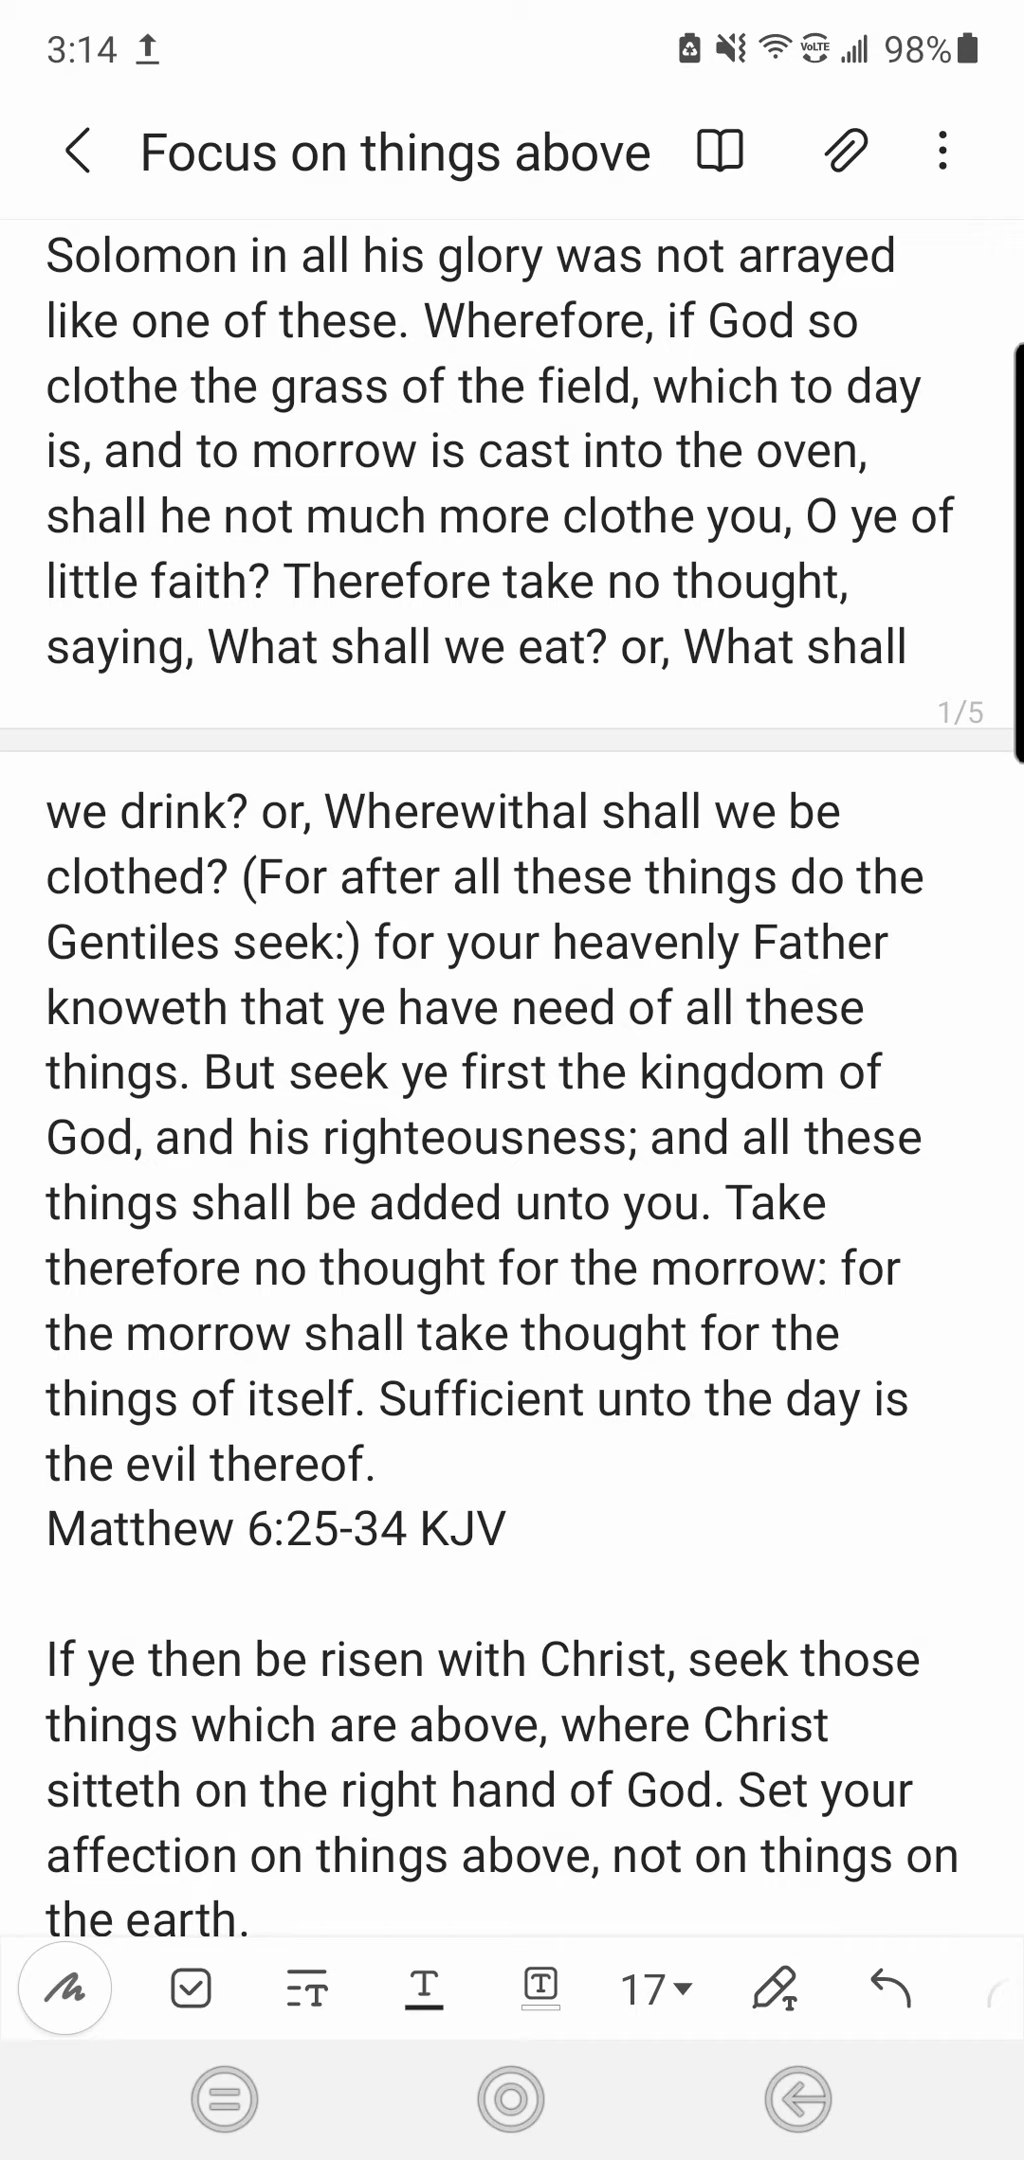 3:14
VoLTE
98%
Focus on things above
Solomon in all his glory was not arrayed
like one of these. Wherefore, if God so
clothe the grass of the field, which to day
is, and to morrow is cast into the oven,
shall he not much more clothe you, O ye of
little faith? Therefore take no thought,
saying, What shall we eat? or, What shall
1/5
we drink? or, Wherewithal shall we be
clothed? (For after all these things do the
Gentiles seek:) for your heavenly Father
knoweth that ye have need of all these
things. But seek ye first the kingdom of
God, and his righteousness; and all these
things shall be added unto you. Take
therefore no thought for the morrow: for
the morrow shall take thought for the
things of itself. Sufficient unto the day is
the evil thereof.
Matthew 6:25-34 KJV
If ye then be risen with Christ, seek those
things which are above, where Christ
sitteth on the right hand of God. Set your
affection on things above, not on things on
the earth.
17